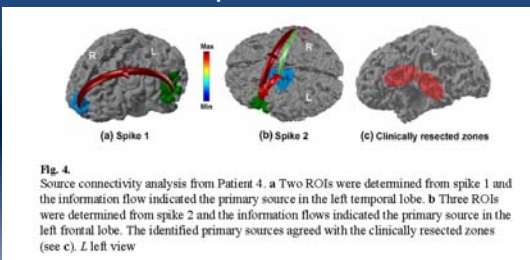 R
L
Max
Min
R
L
L
(a) Spike 1
(b) Spike 2
(c) Clinically resected zones
Fig. 4.
Source connectivity analysis from Patient 4. a Two ROIs were determined from spike 1 and
the information flow indicated the primary source in the left temporal lobe. b Three ROIs
were determined from spike 2 and the information flows indicated the primary source in the
left frontal lobe. The identified primary sources agreed with the clinically resected zones
(see c). L left view